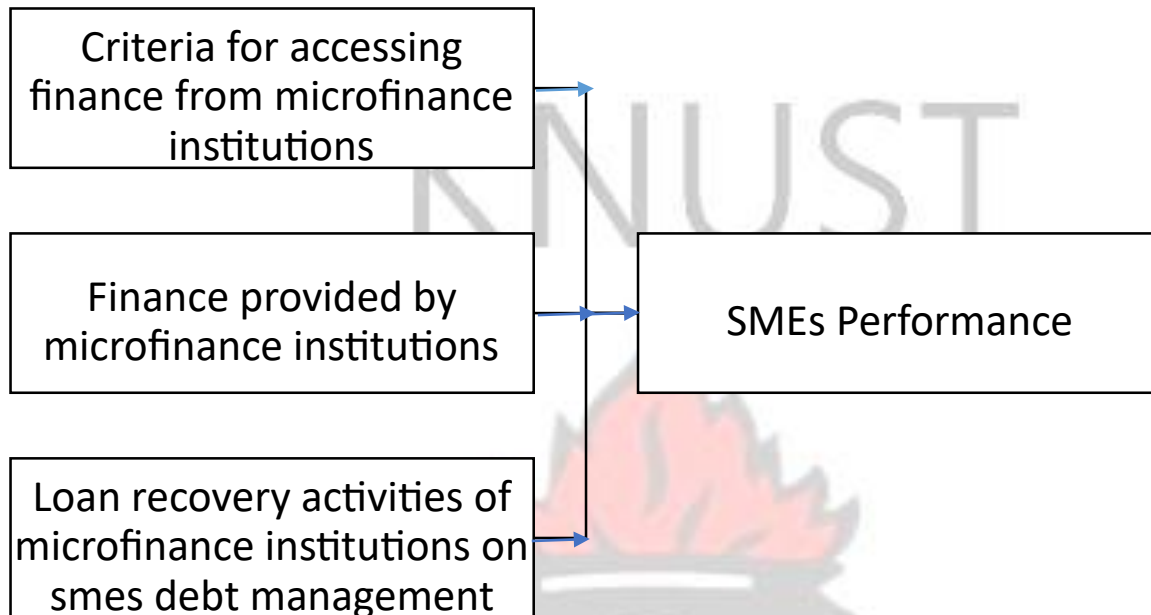 Criteria for accessing
finance from microfinance
institutions
KNUST
Finance provided by
microfinance institutions
SMEs Performance
Loan recovery activities of
microfinance institutions on
smes debt management